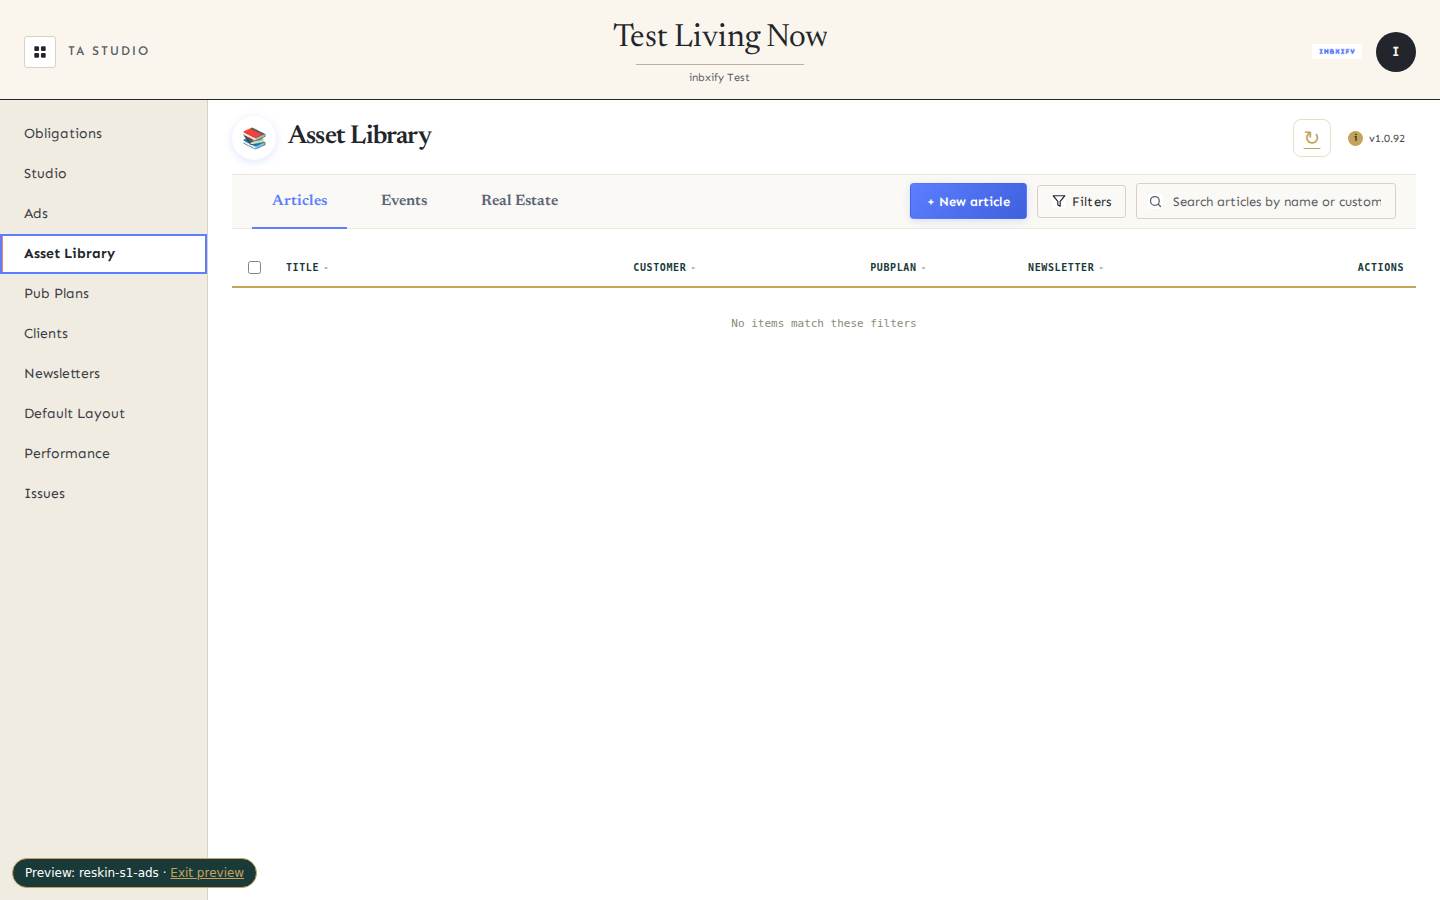 TA STUDIO
Test Living Now
inbxify Test
INBXIFY
I
Obligations
Studio
Ads
Asset Library
Pub Plans
Clients
Newsletters
Default Layout
Performance
Issues
Asset Library
↻
i v1.0.92
Articles Events Real Estate
+ New article
Filters
Search articles by name or custom
TITLE - CUSTOMER - PUBPLAN - NEWSLETTER - ACTIONS
No items match these filters
Preview: reskin-s1-ads · Exit preview